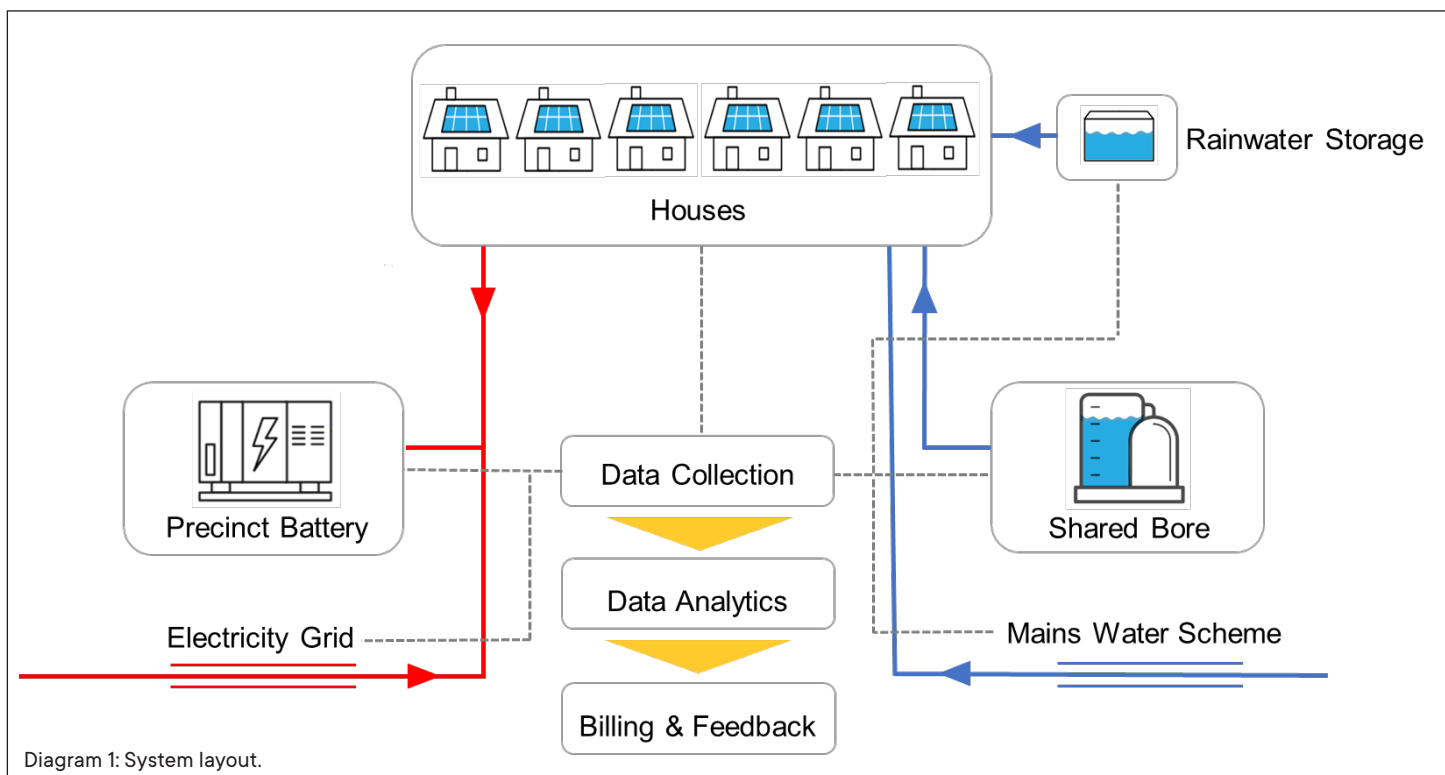 Houses
Rainwater Storage
Precinct Battery
Data Collection
Shared Bore
Data Analytics
Electricity Grid
Mains Water Scheme
Billing & Feedback
Diagram 1: System layout.